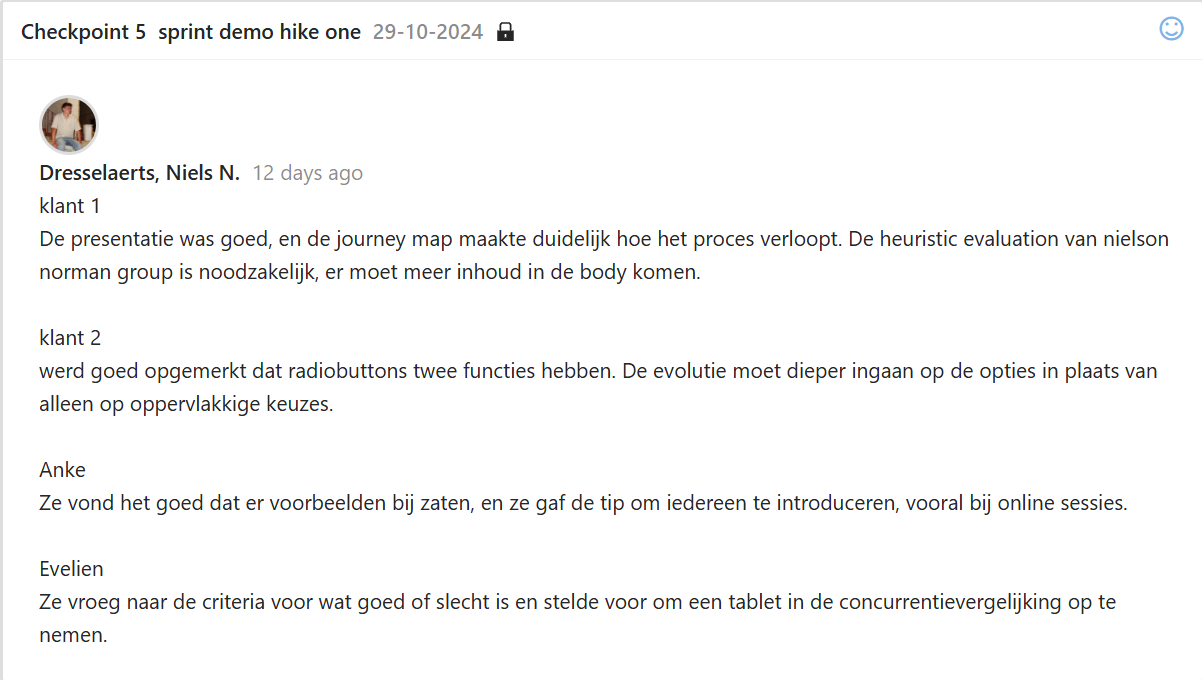 Checkpoint 5 sprint demo hike one 29-10-2024
Dresselaerts, Niels N. 12 days ago
klant 1
De presentatie was goed, en de journey map maakte duidelijk hoe het proces verloopt. De heuristic evaluation van nielson
norman group is noodzakelijk, er moet meer inhoud in de body komen.
klant 2
werd goed opgemerkt dat radiobuttons twee functies hebben. De evolutie moet dieper ingaan op de opties in plaats van
alleen op oppervlakkige keuzes.
Anke
Ze vond het goed dat er voorbeelden bij zaten, en ze gaf de tip om iedereen te introduceren, vooral bij online sessies.
Evelien
Ze vroeg naar de criteria voor wat goed of slecht is en stelde voor om een tablet in de concurrentievergelijking op te
nemen.